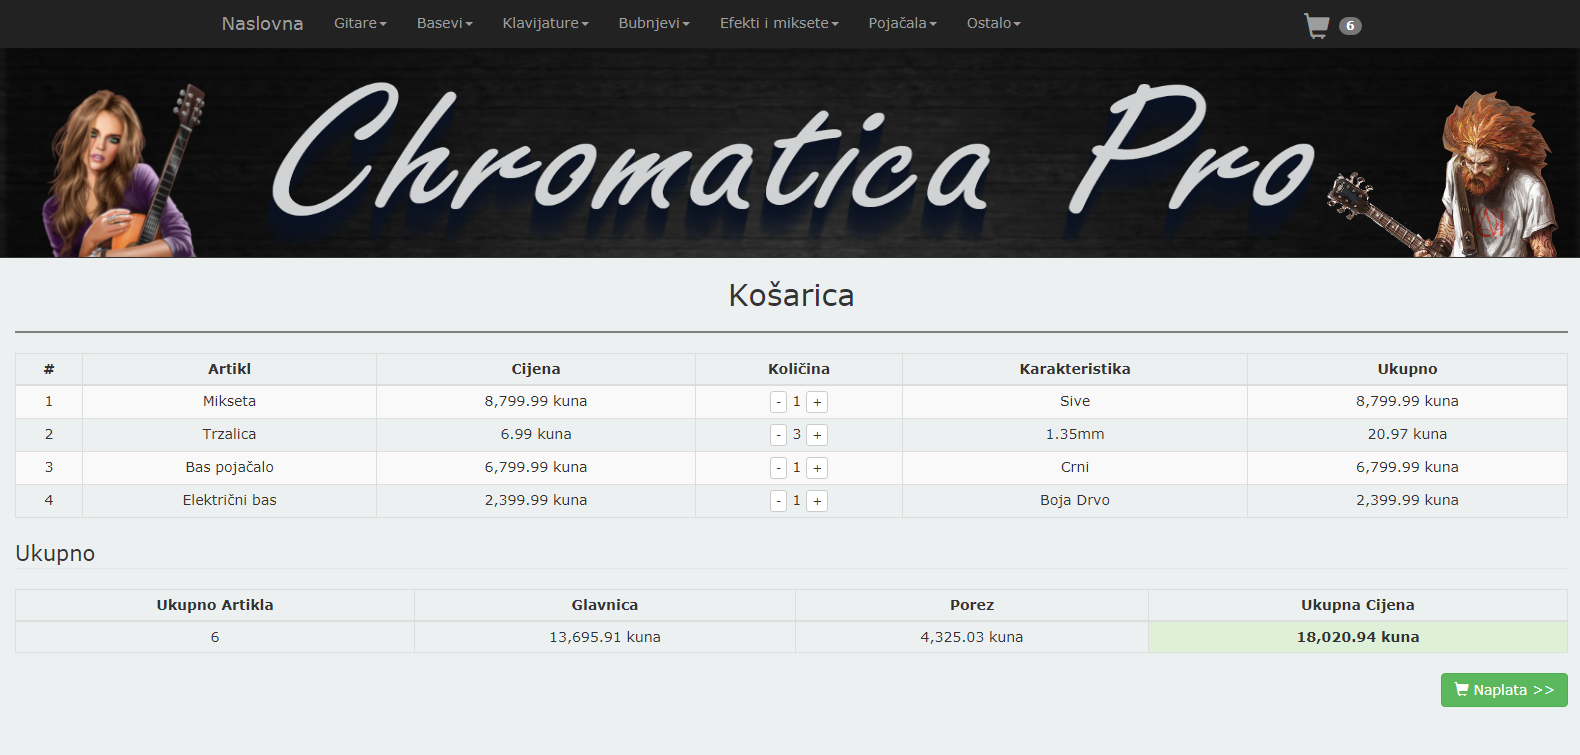 Naslovna Gitare Basevi Klavijature Bubnjevi Efekti i miksete Pojačala Ostalo 6
Chromatica Pro
Košarica
# Artikl Cijena Količina Karakteristika Ukupno
1 Mikseta 8,799.99 kuna - 1 + Sive 8,799.99 kuna
2 Trzalica 6.99 kuna - 3 + 1.35mm 20.97 kuna
3 Bas pojačalo 6,799.99 kuna - 1 + Crni 6,799.99 kuna
4 Električni bas 2,399.99 kuna - 1 + Boja Drvo 2,399.99 kuna
Ukupno
Ukupno Artikla Glavnica Porez Ukupna Cijena
6 13,695.91 kuna 4,325.03 kuna 18,020.94 kuna
Naplata >>